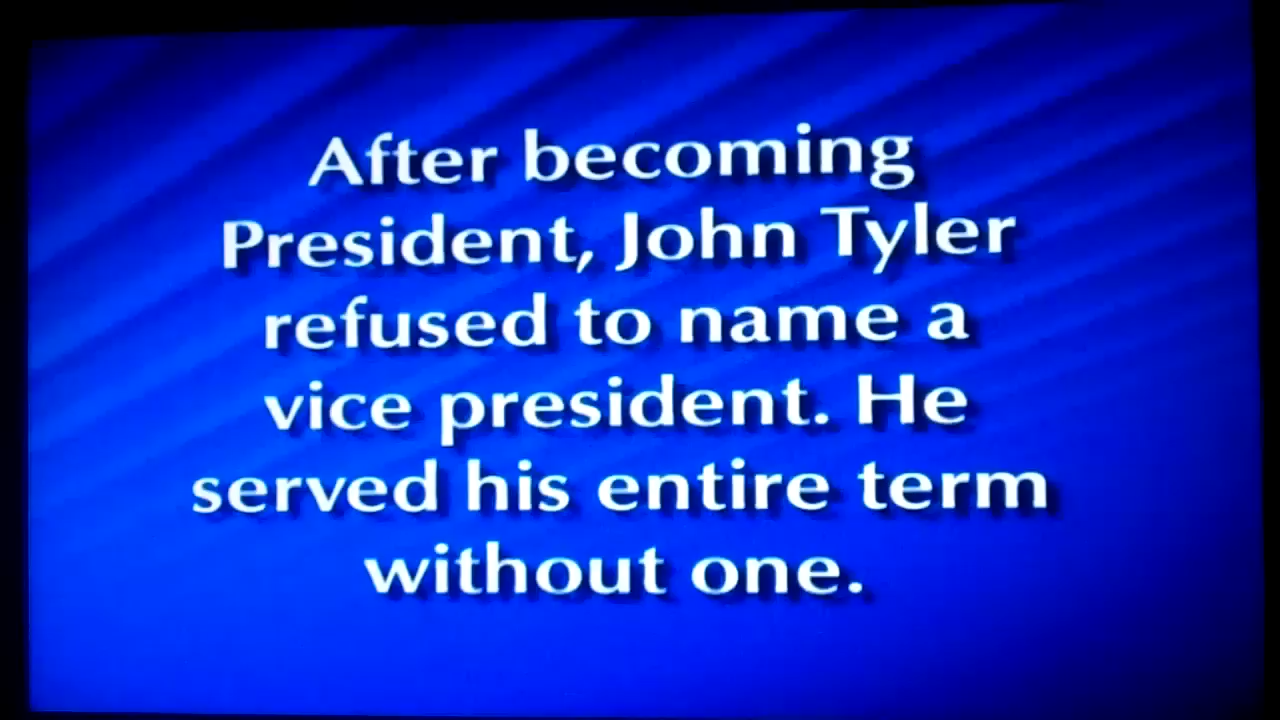 After becoming
President, John Tyler
refused to name a
vice president. He
served his entire term
without one.